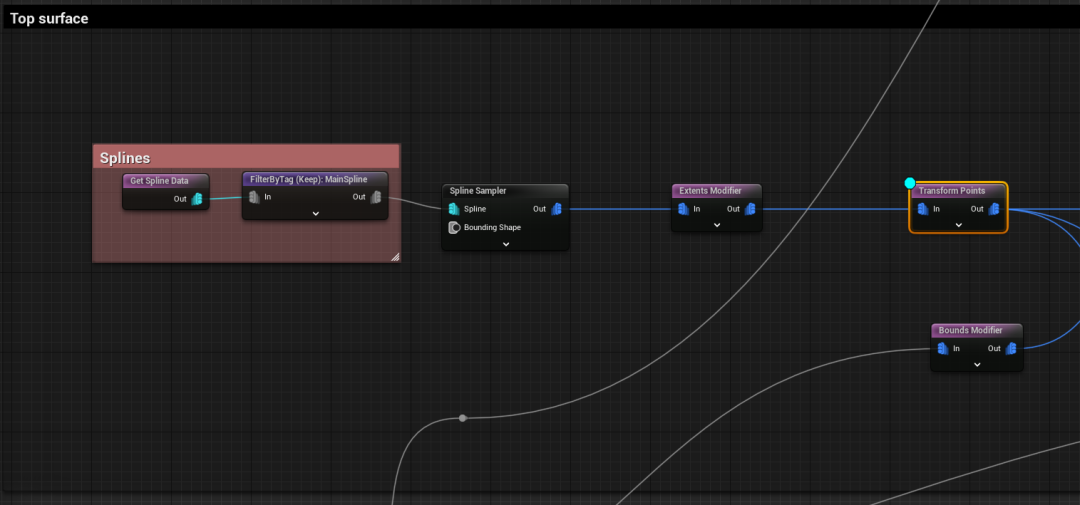 Top surface
Splines
Get Spline Data
Out
FilterByTag (Keep): MainSpline
In
Out
Spline Sampler
Spline
Out
Bounding Shape
Extents Modifier
In
Out
Transform Points
In
Out
Bounds Modifier
In
Out